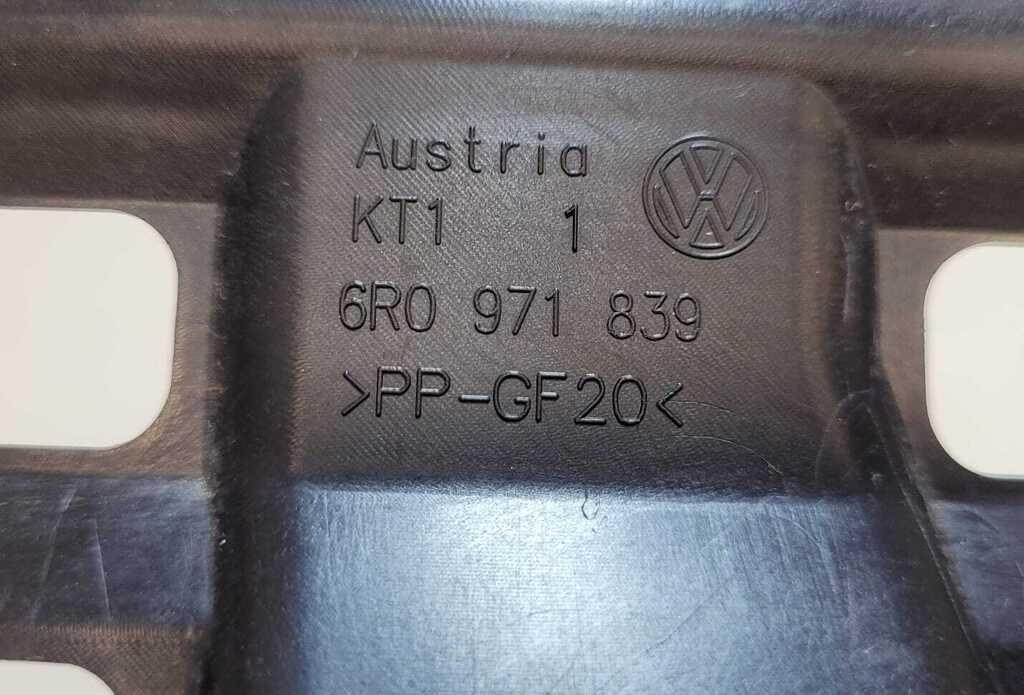 Austria
KT1 1
6R0 971 839
>PP-GF20<